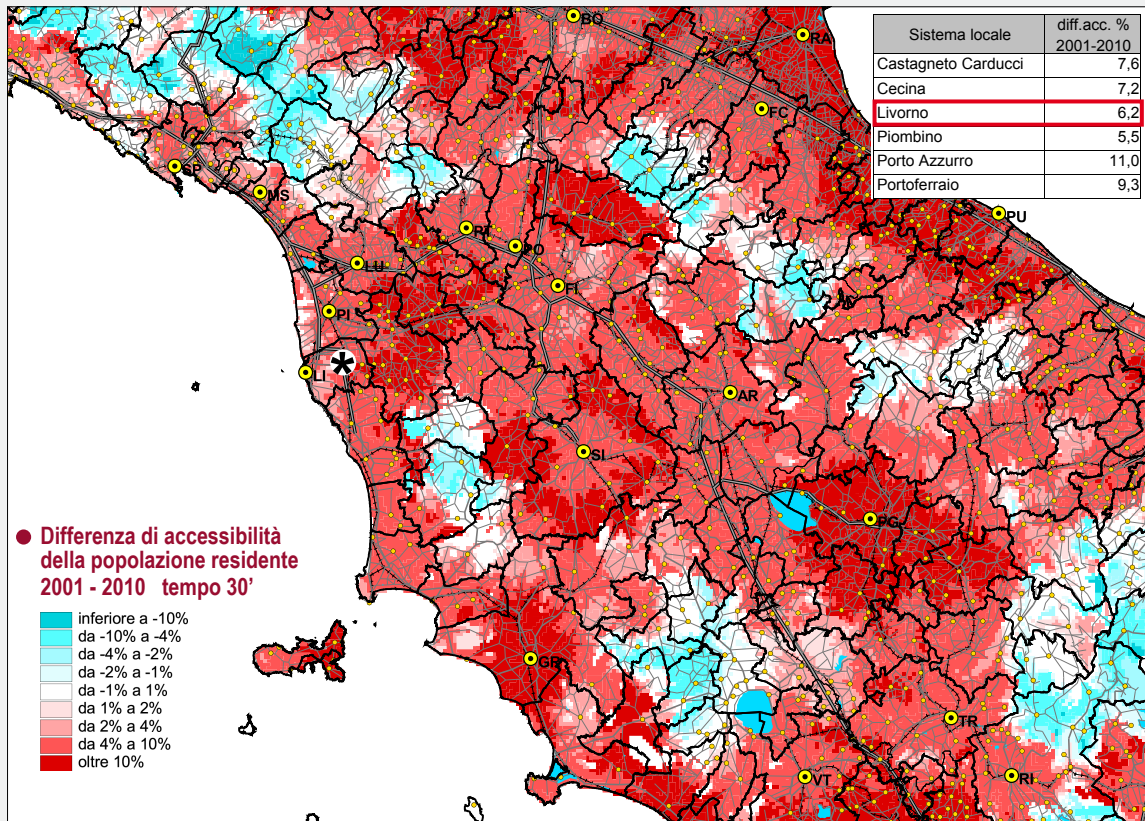 Sistema locale diff.acc. % 2001-2010
Castagneto Carducci 7,6
Cecina 7,2
Livorno 6,2
Piombino 5,5
Porto Azzurro 11,0
Portoferraio 9,3
BO
RA
FC
SP
MS
PU
PT
PO
LU
FI
PI
LI
*
AR
SI
PG
GR
TR
VT
RI
Differenza di accessibilità
della popolazione residente
2001 - 2010 tempo 30'
inferiore a -10%
da -10% a -4%
da -4% a -2%
da -2% a -1%
da -1% a 1%
da 1% a 2%
da 2% a 4%
da 4% a 10%
oltre 10%